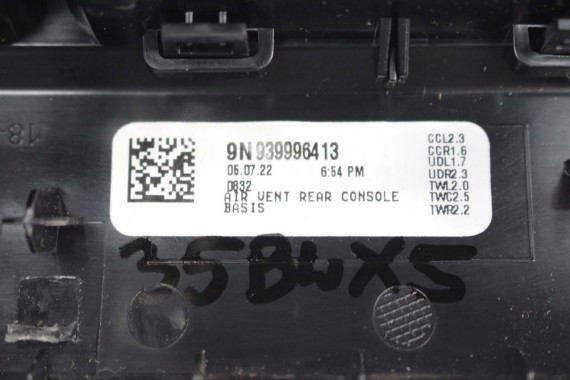 9N939996413
05.07.22 6:54 PM
0832
AIR VENT REAR CONSOLE
BASIS
CCL2.3
CCR1.6
UDL1.7
UDR2.3
TWL2.0
TWC2.5
TWR2.2
35BWX5
18-